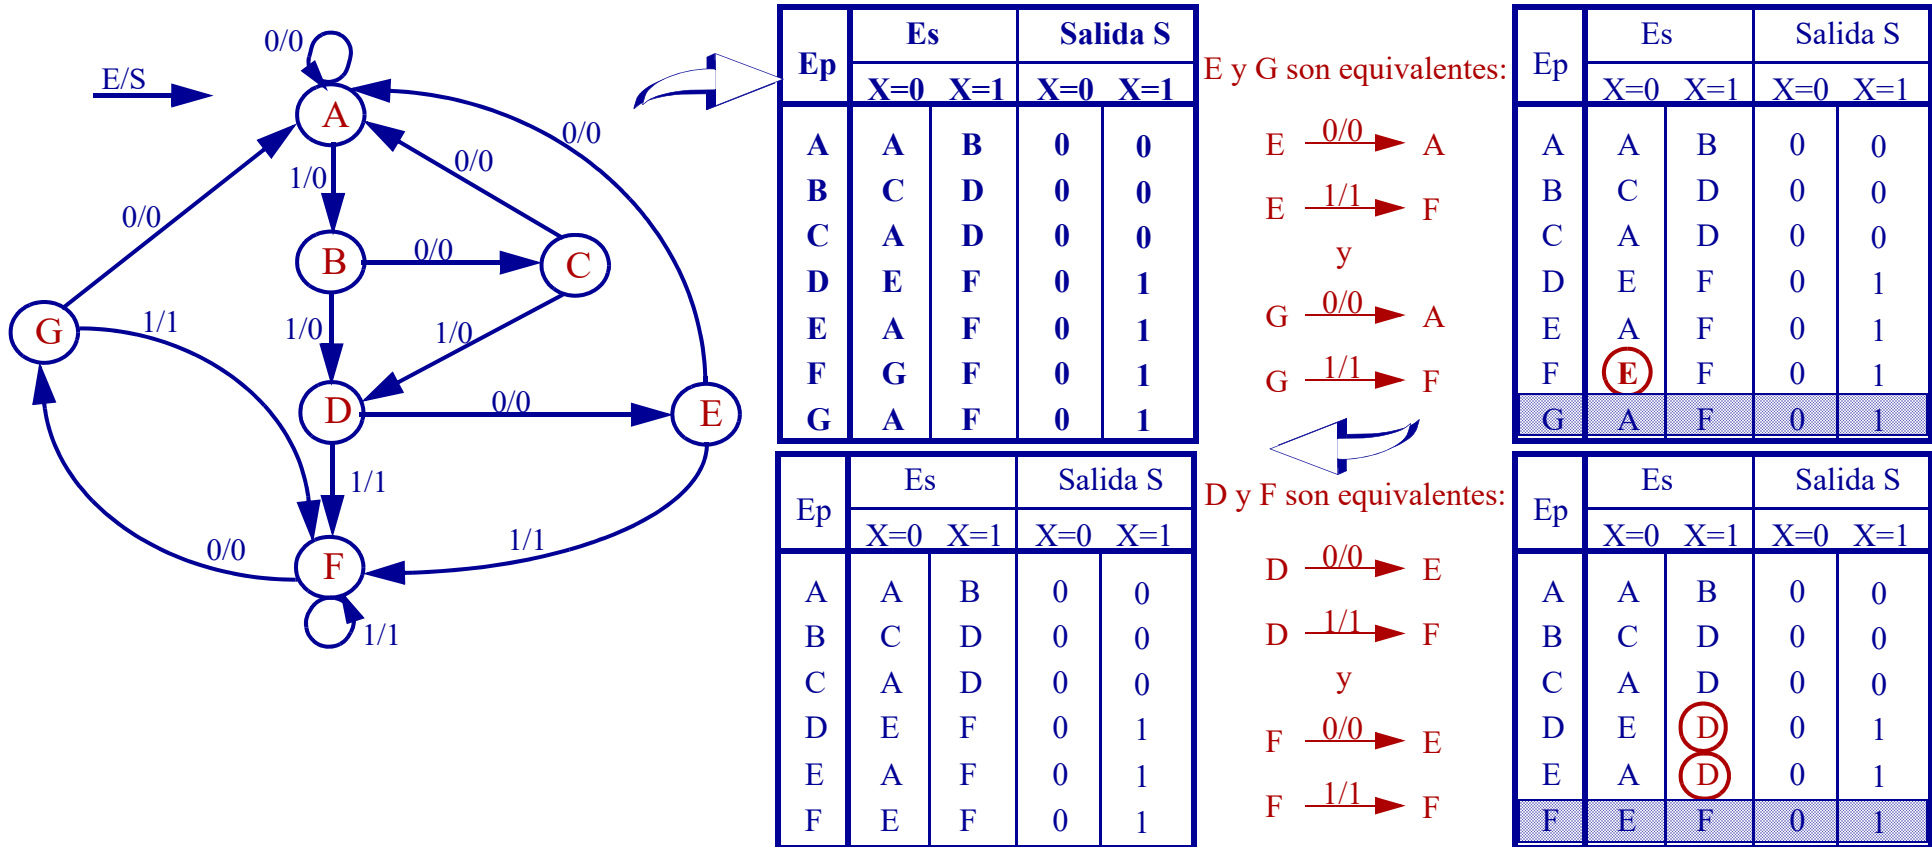 E/S
0/0
A
0/0
0/0
1/0
0/0
B
0/0
C
G
1/1
1/0
1/0
D
0/0
E
1/1
0/0
1/1
F
1/1
Ep Es Salida S
X=0 X=1 X=0 X=1
A A B 0 0
B C D 0 0
C A D 0 0
D E F 0 1
E A F 0 1
F G F 0 1
G A F 0 1
E y G son equivalentes:
E 0/0 A
E 1/1 F
y
G 0/0 A
G 1/1 F
Ep Es Salida S
X=0 X=1 X=0 X=1
A A B 0 0
B C D 0 0
C A D 0 0
D E F 0 1
E A F 0 1
F E F 0 1
G A F 0 1
Ep Es Salida S
X=0 X=1 X=0 X=1
A A B 0 0
B C D 0 0
C A D 0 0
D E F 0 1
E A F 0 1
F E F 0 1
D y F son equivalentes:
D 0/0 E
D 1/1 F
y
F 0/0 E
F 1/1 F
Ep Es Salida S
X=0 X=1 X=0 X=1
A A B 0 0
B C D 0 0
C A D 0 0
D E D 0 1
E A D 0 1
F E F 0 1